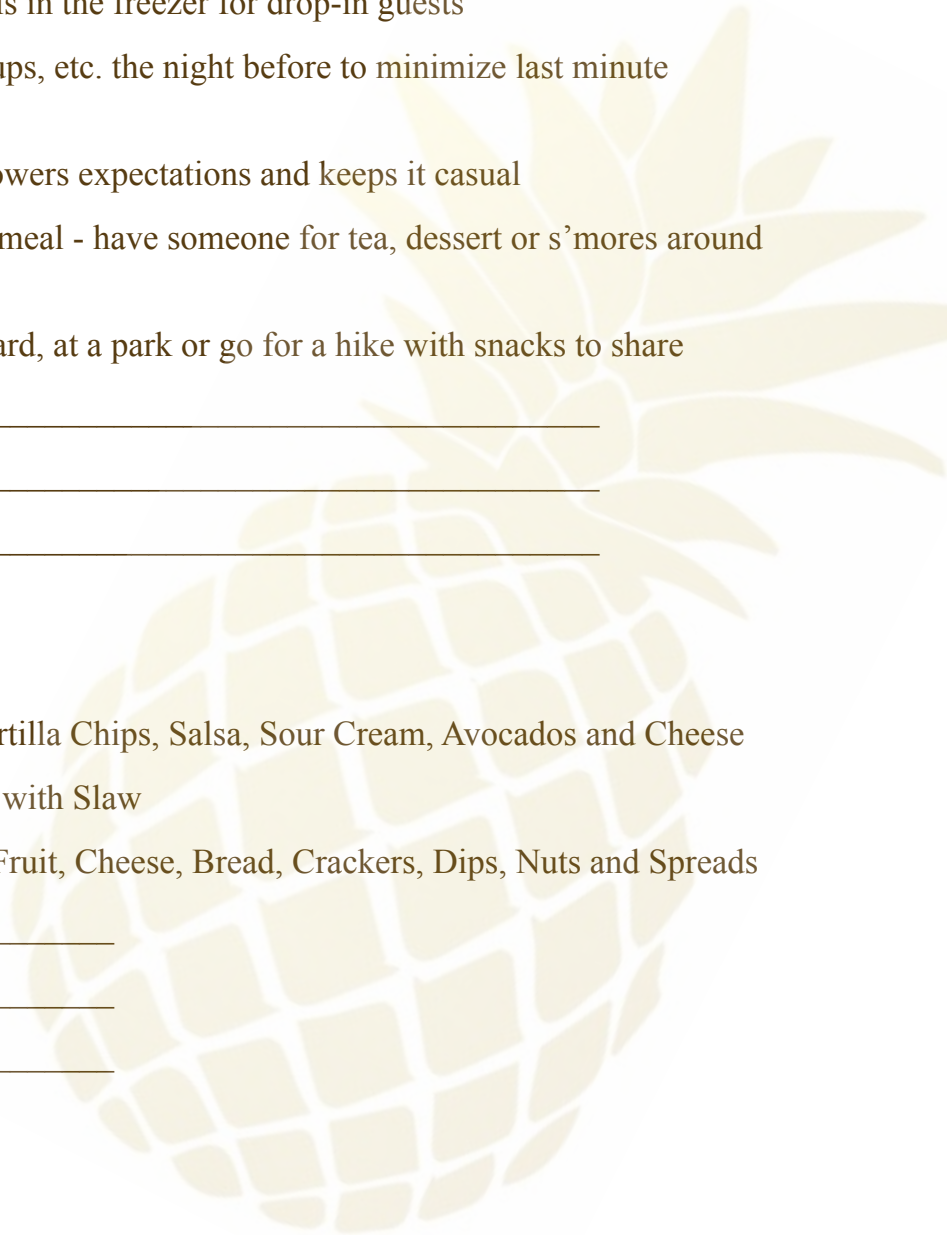 in the freezer for drop-in guests
ups, etc. the night before to minimize last minute
owers expectations and keeps it casual
meal - have someone for tea, dessert or s’mores around
ard, at a park or go for a hike with snacks to share
rtilla Chips, Salsa, Sour Cream, Avocados and Cheese
with Slaw
Fruit, Cheese, Bread, Crackers, Dips, Nuts and Spreads